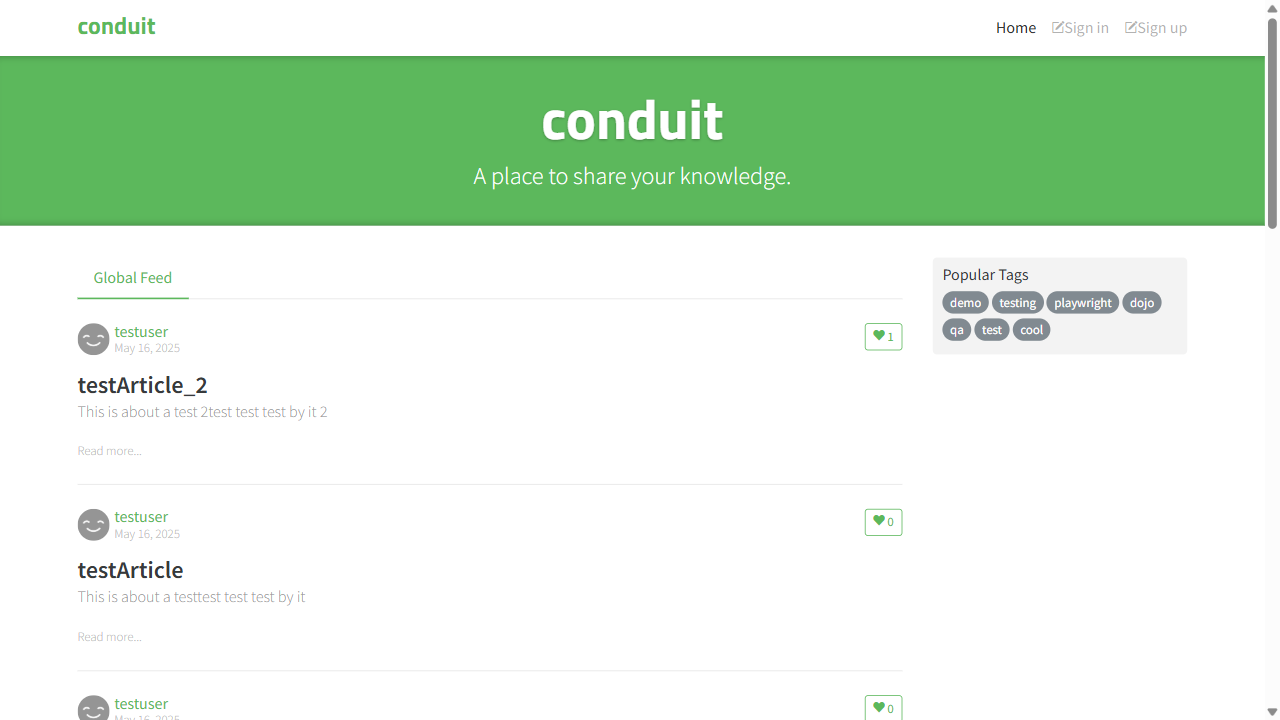 conduit
Home Sign in Sign up
conduit
A place to share your knowledge.
Global Feed
testuser
May 16, 2025
1
testArticle_2
This is about a test 2test test test by it 2
Read more...
testuser
May 16, 2025
0
testArticle
This is about a testtest test test by it
Read more...
testuser
May 16, 2025
0
Popular Tags
demo testing playwright dojo
qa test cool